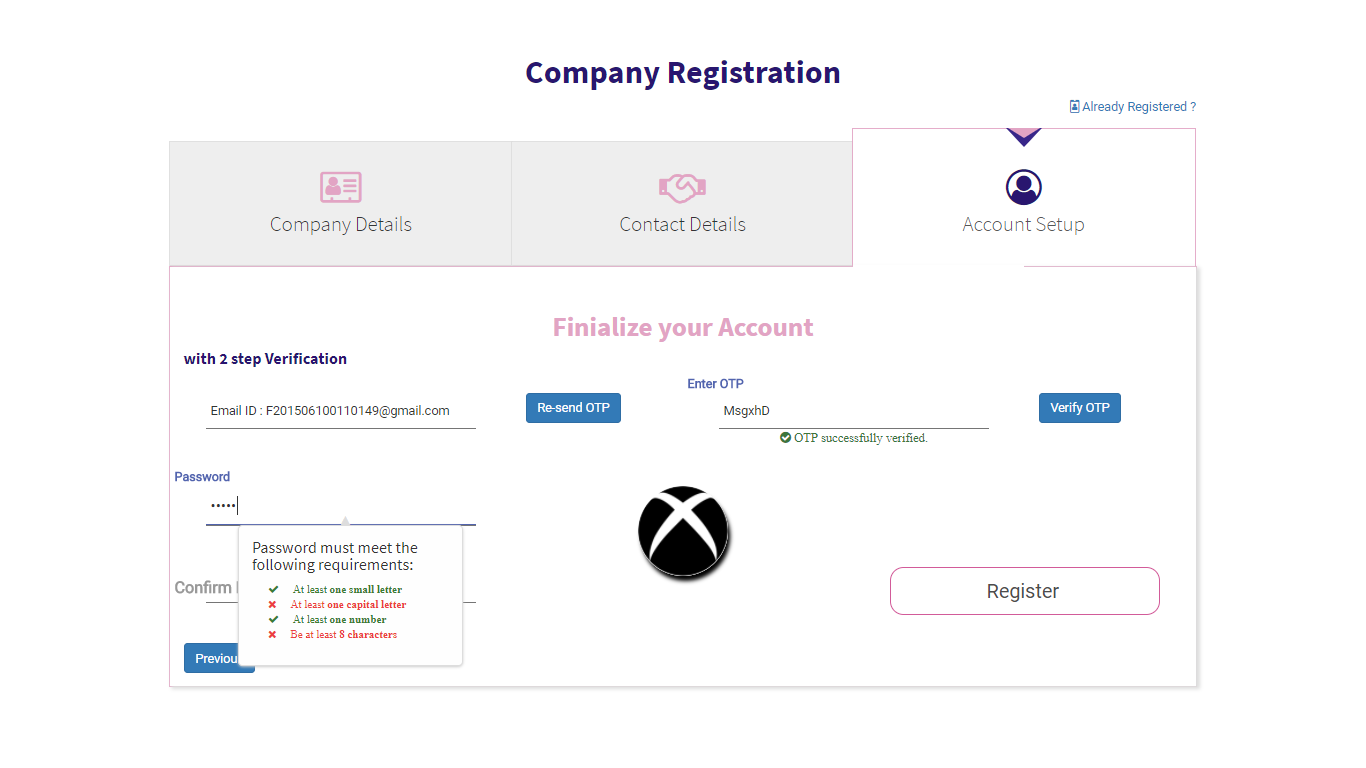 Company Registration
Already Registered ?
Company Details
Contact Details
Account Setup
Finialize your Account
with 2 step Verification
Enter OTP
Email ID : F201506100110149@gmail.com
Re-send OTP
MsgxhD
Verify OTP
OTP successfully verified.
Password
•••••
Password must meet the
following requirements:
At least one small letter
At least one capital letter
At least one number
Be at least 8 characters
Confirm
Register
Previou